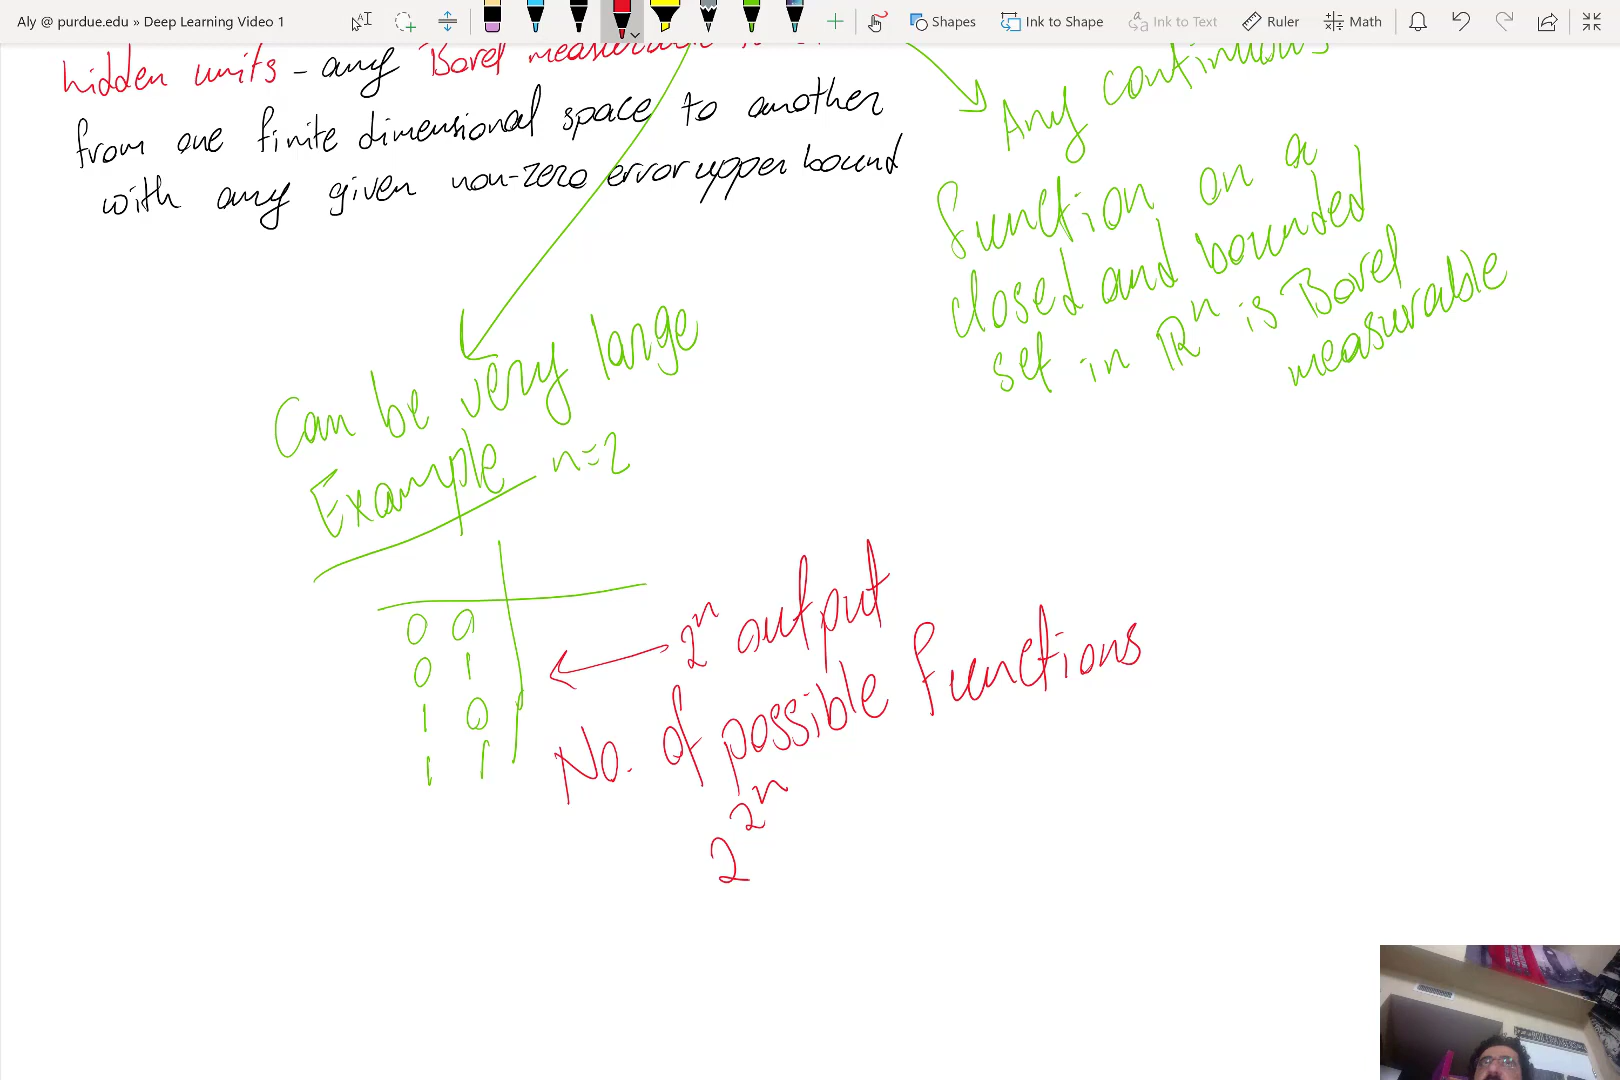 Aly @ purdue.edu » Deep Learning Video 1
Shapes
Ink to Shape
Ink to Text
Ruler
Math
hidden units - any Borel
from one finite dimensional space to another
with any given non-zero error upper bound
Any continuous
function on a
closed and bounded
set in ℝⁿ is Borel
measurable
Can be very large
Example n=2
0 0
0 1
1 0
1 1
2ⁿ output
No. of possible functions
2^2^n